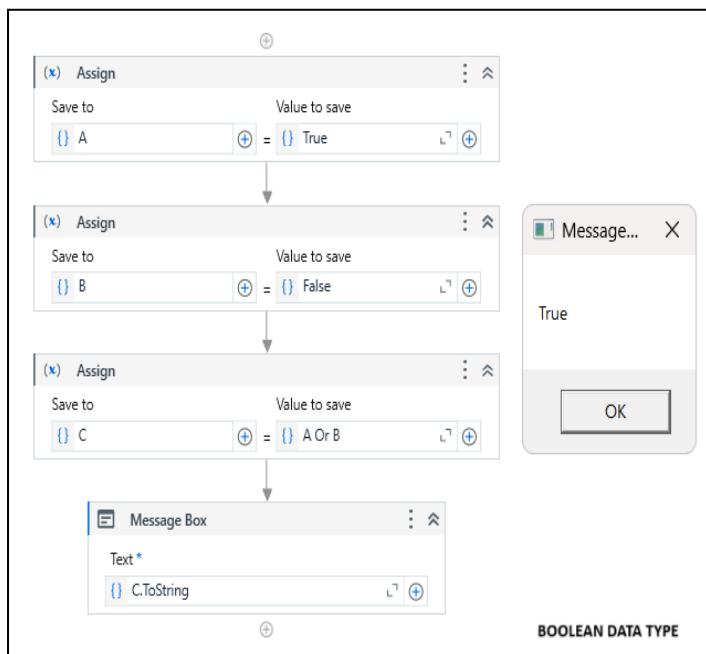 (x) Assign
Save to Value to save
{} A = {} True
(x) Assign
Save to Value to save
{} B = {} False
(x) Assign
Save to Value to save
{} C = {} A Or B
Message Box
Text *
{} C.ToString
Message...
True
OK
BOOLEAN DATA TYPE